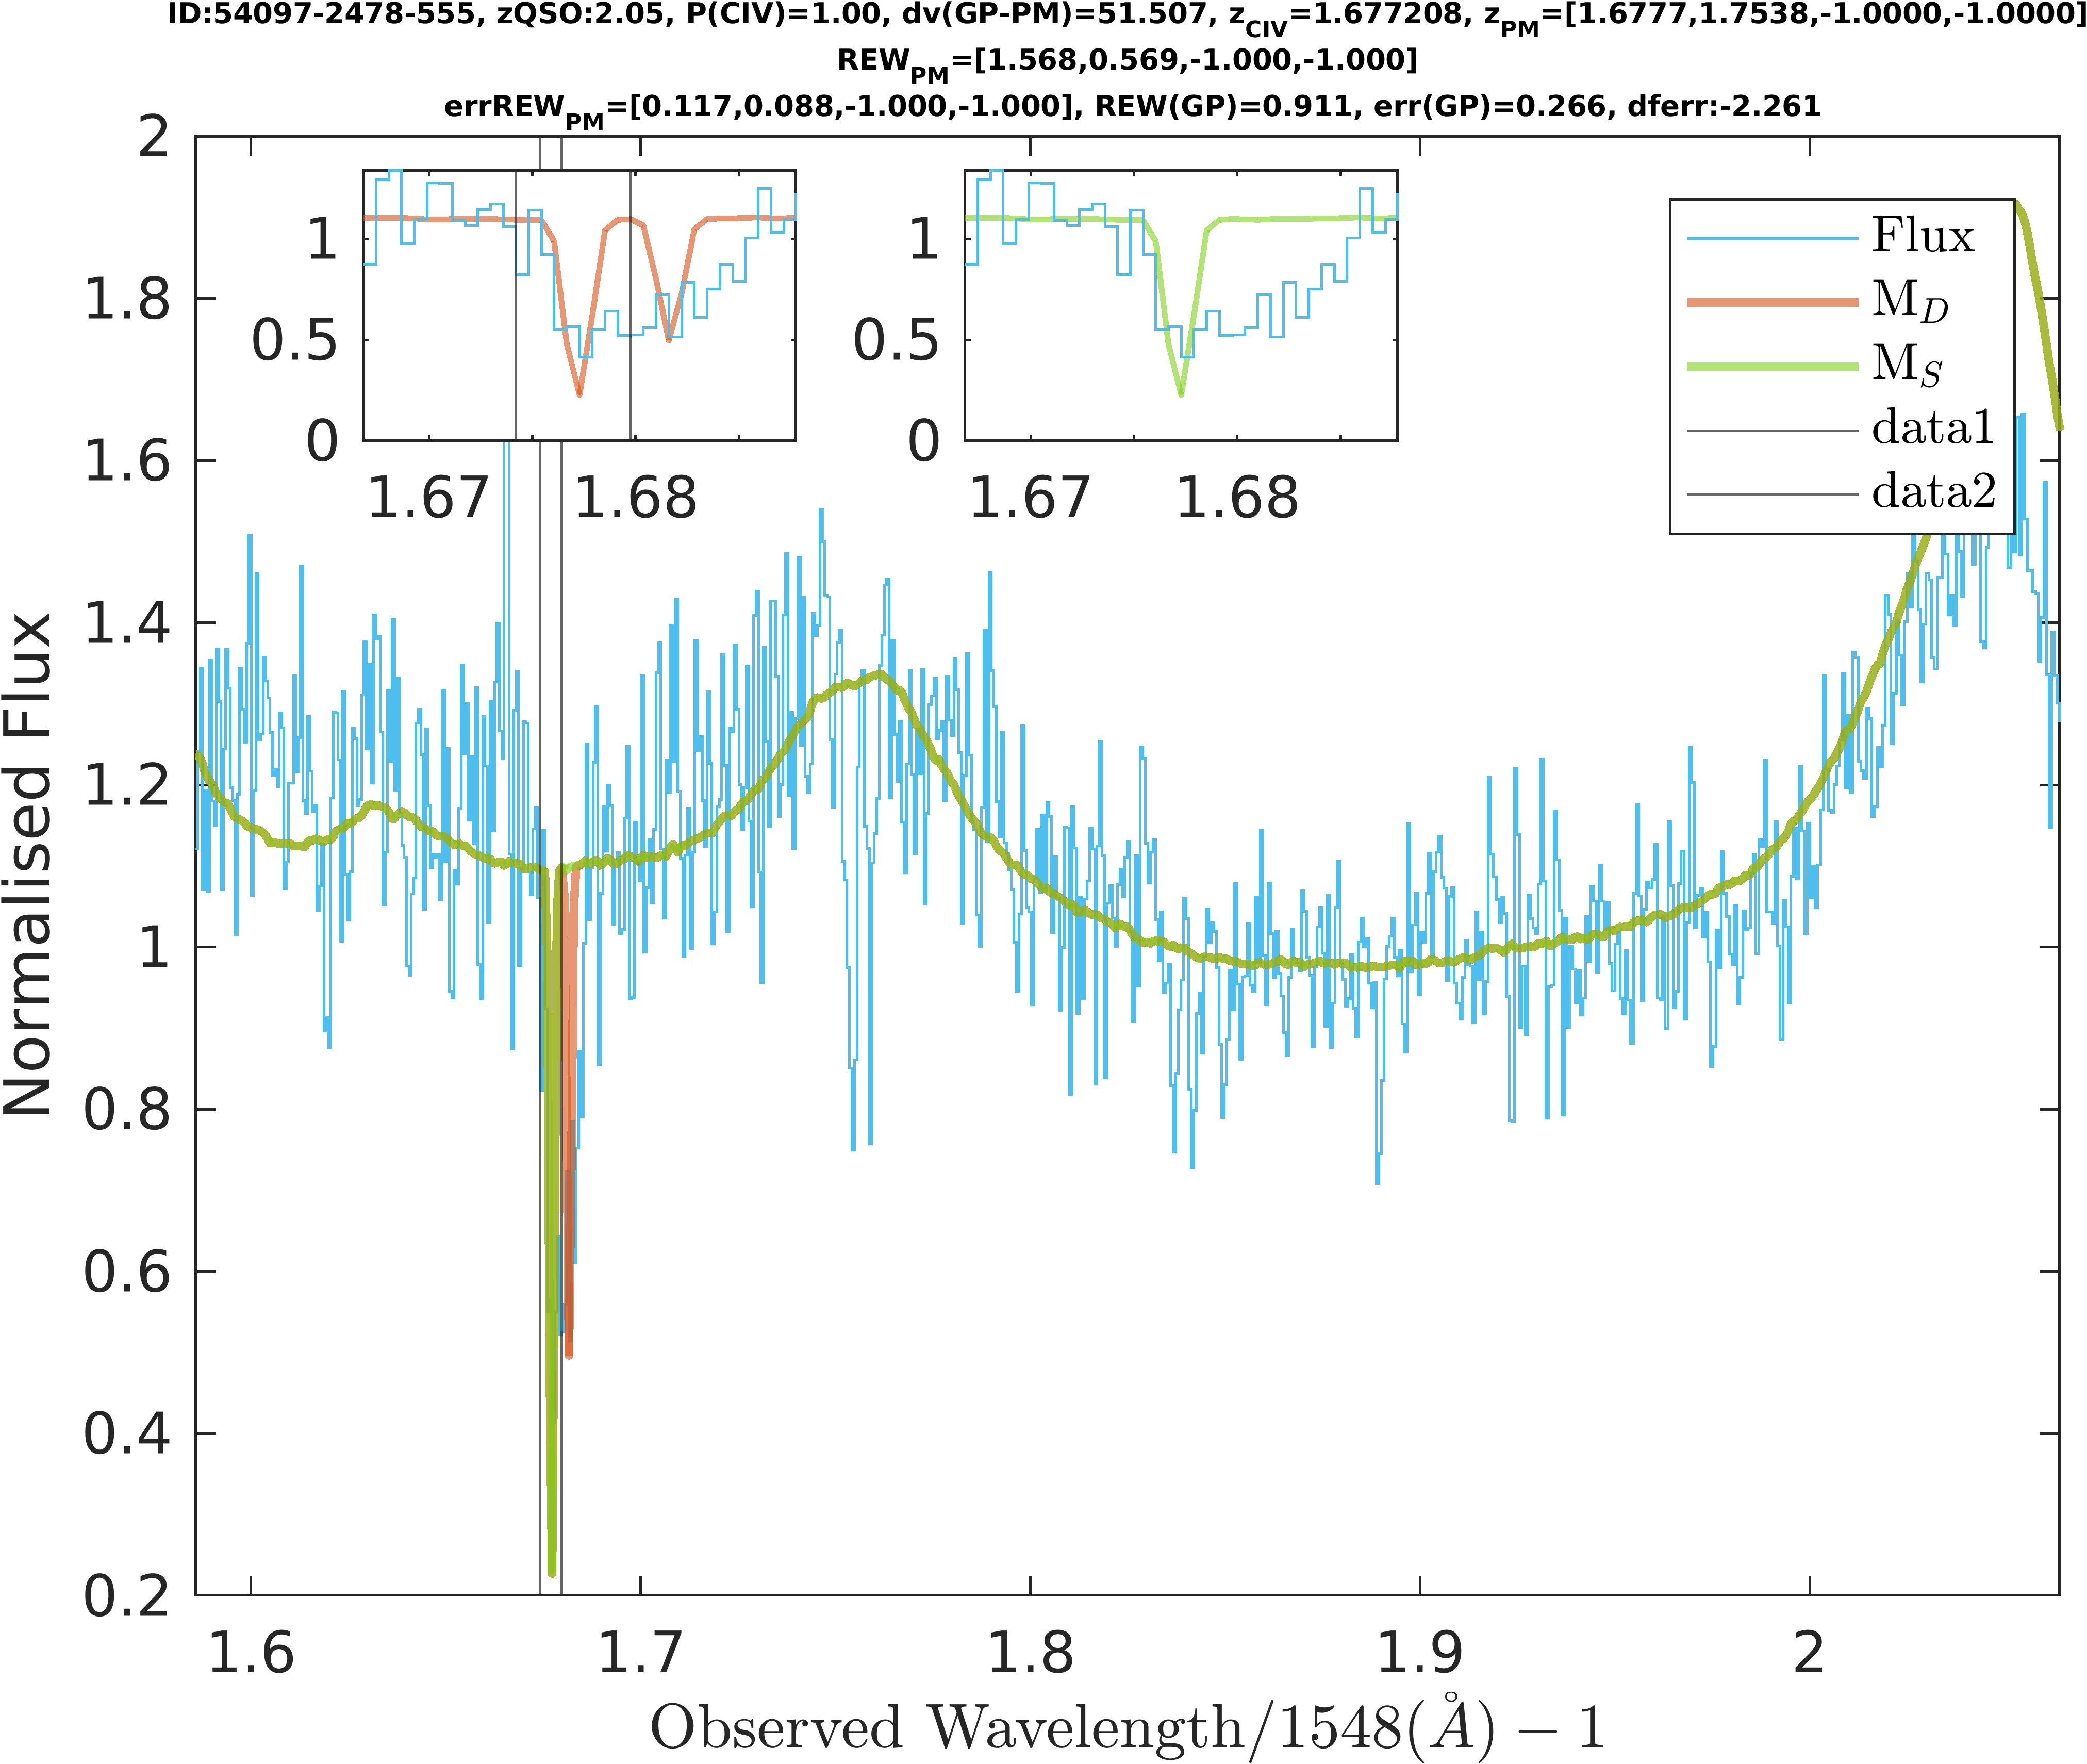 ID:54097-2478-555, zQSO:2.05, P(CIV)=1.00, dv(GP-PM)=51.507, zCIV=1.677208, zPM=[1.6777,1.7538,-1.0000,-1.0000]
REWPM=[1.568,0.569,-1.000,-1.000]
errREWPM=[0.117,0.088,-1.000,-1.000], REW(GP)=0.911, err(GP)=0.266, dferr:-2.261
2
1.8
1.6
1.4
1.2
1
0.8
0.6
0.4
0.2
Normalised Flux
1
0.5
0
1.67 1.68
1
0.5
0
1.67 1.68
Flux
MD
MS
data1
data2
1.6 1.7 1.8 1.9 2
Observed Wavelength/1548(Å) − 1